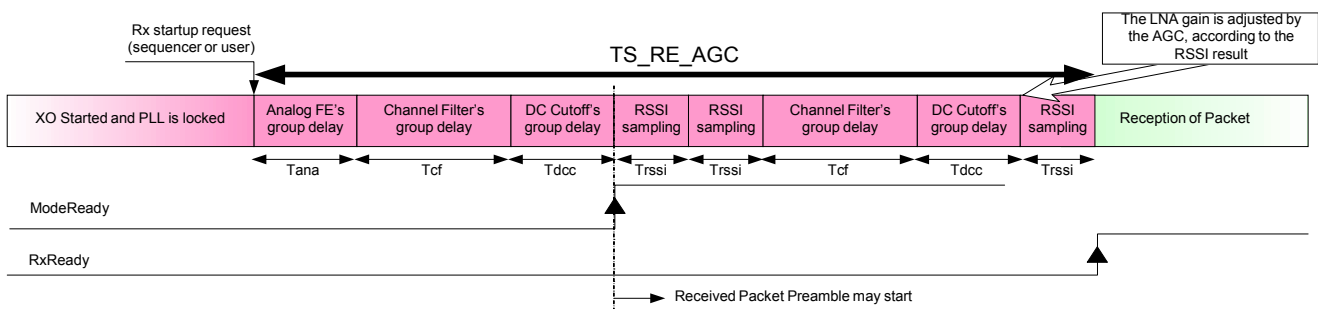 Rx startup request
(sequencer or user)
TS_RE_AGC
The LNA gain is adjusted by
the AGC, according to the
RSSI result
XO Started and PLL is locked
Analog FE's
group delay
Channel Filter's
group delay
DC Cutoff's
group delay
RSSI
sampling
RSSI
sampling
Channel Filter's
group delay
DC Cutoff's
group delay
RSSI
sampling
Reception of Packet
Tana
Tcf
Tdcc
Trssi
Trssi
Tcf
Tdcc
Trssi
ModeReady
RxReady
Received Packet Preamble may start